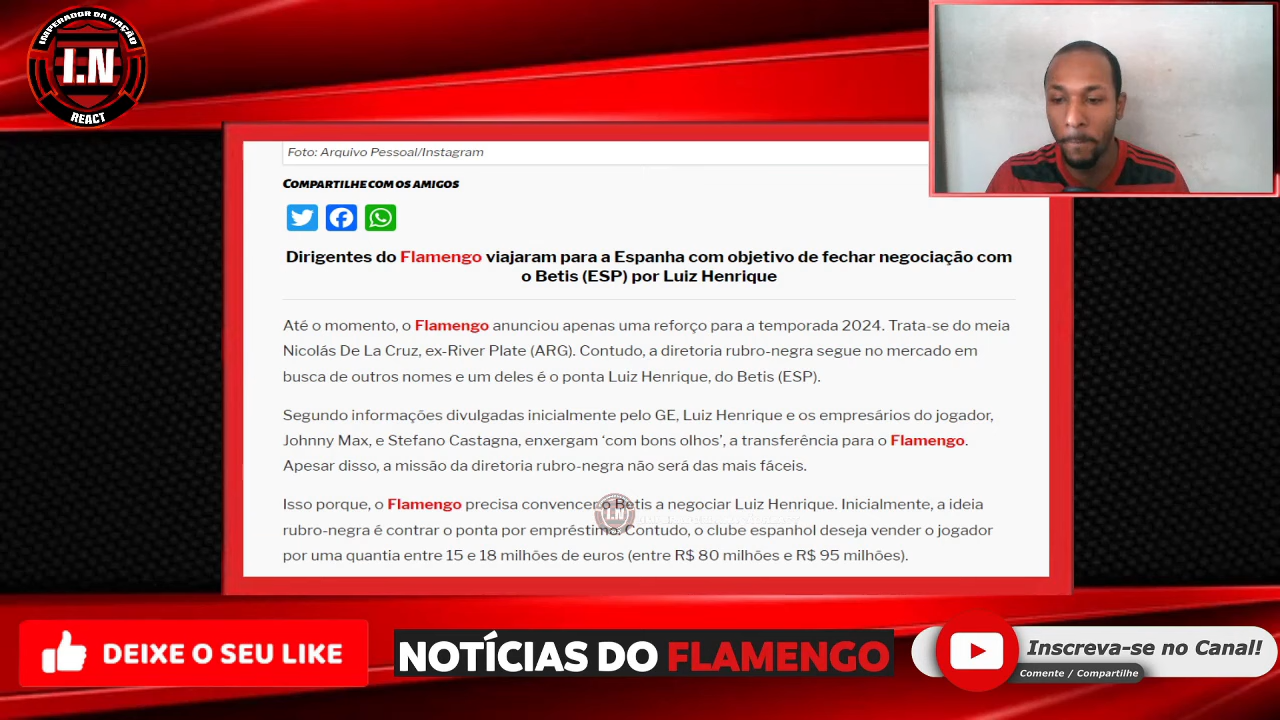 IMPERADOR DA NAÇÃO
I.N
REACT
Foto: Arquivo Pessoal/Instagram
COMPARTILHE COM OS AMIGOS
Dirigentes do Flamengo viajaram para a Espanha com objetivo de fechar negociação com
o Betis (ESP) por Luiz Henrique
Até o momento, o Flamengo anunciou apenas uma reforço para a temporada 2024. Trata-se do meia
Nicolás De La Cruz, ex-River Plate (ARG). Contudo, a diretoria rubro-negra segue no mercado em
busca de outros nomes e um deles é o ponta Luiz Henrique, do Betis (ESP).
Segundo informações divulgadas inicialmente pelo GE, Luiz Henrique e os empresários do jogador,
Johnny Max, e Stefano Castagna, enxergam ‘com bons olhos’, a transferência para o Flamengo.
Apesar disso, a missão da diretoria rubro-negra não será das mais fáceis.
Isso porque, o Flamengo precisa convencer o Betis a negociar Luiz Henrique. Inicialmente, a ideia
rubro-negra é contrar o ponta por empréstimo. Contudo, o clube espanhol deseja vender o jogador
por uma quantia entre 15 e 18 milhões de euros (entre R$ 80 milhões e R$ 95 milhões).
I.N
DEIXE O SEU LIKE
NOTÍCIAS DO FLAMENGO
Inscreva-se no Canal!
Comente / Compartilhe